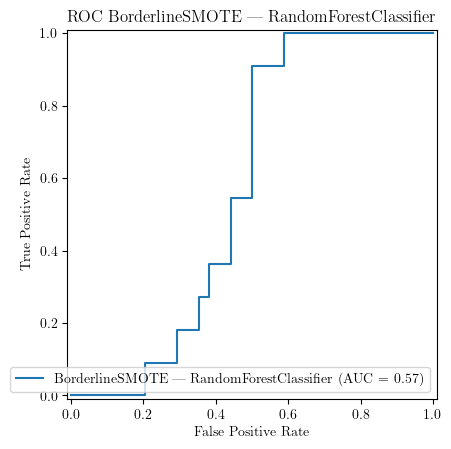 ROC BorderlineSMOTE — RandomForestClassifier
1.0
0.8
0.6
0.4
0.2
0.0
True Positive Rate
BorderlineSMOTE — RandomForestClassifier (AUC = 0.57)
0.0 0.2 0.4 0.6 0.8 1.0
False Positive Rate